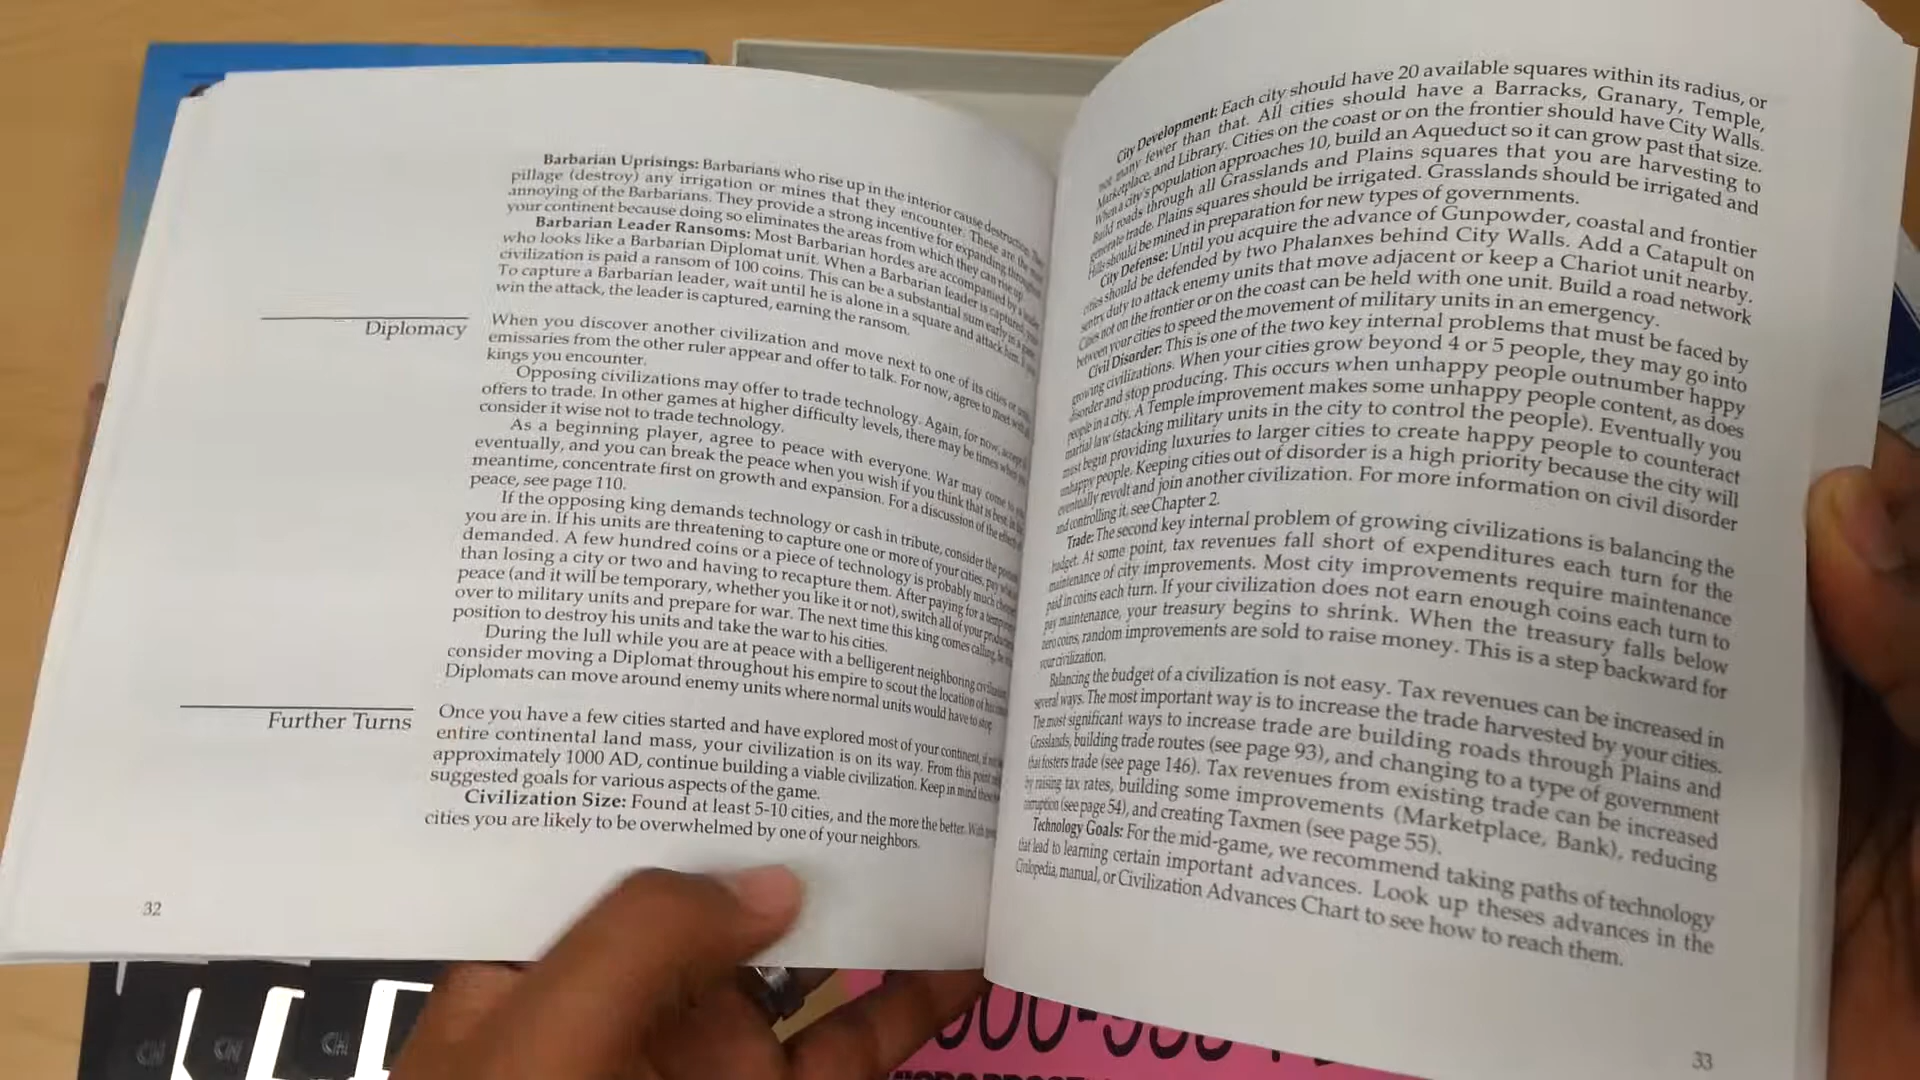 Barbarian Uprisings: Barbarians who rise up in the interior cause destruction. They
pillage (destroy) any irrigation or mines that they encounter. These are the most
annoying of the Barbarians. They provide a strong incentive for expanding throughout
your continent because doing so eliminates the areas from which they can rise up.
Barbarian Leader Ransoms: Most Barbarian hordes are accompanied by a leader
who looks like a Barbarian Diplomat unit. When a Barbarian leader is captured, your
civilization is paid a ransom of 100 coins. This can be a substantial sum early in a game.
To capture a Barbarian leader, wait until he is alone in a square and attack him. If you
win the attack, the leader is captured, earning the ransom.
Diplomacy
When you discover another civilization and move next to one of its cities or units,
emissaries from the other ruler appear and offer to talk. For now, agree to meet with all
kings you encounter.
Opposing civilizations may offer to trade technology. Again, for now, accept
offers to trade. In other games at higher difficulty levels, there may be times when you
consider it wise not to trade technology.
As a beginning player, agree to peace with everyone. War may come
eventually, and you can break the peace when you wish if you think that is best. In the
meantime, concentrate first on growth and expansion. For a discussion of the effects of
peace, see page 110.
If the opposing king demands technology or cash in tribute, consider the position
you are in. If his units are threatening to capture one or more of your cities, pay what is
demanded. A few hundred coins or a piece of technology is probably much cheaper
than losing a city or two and having to recapture them. After paying for a temporary
peace (and it will be temporary, whether you like it or not), switch all of your production
over to military units and prepare for war. The next time this king comes calling, be in
position to destroy his units and take the war to his cities.
During the lull while you are at peace with a belligerent neighboring civilization,
consider moving a Diplomat throughout his empire to scout the location of his
Diplomats can move around enemy units where normal units would have to stop.
Further Turns
Once you have a few cities started and have explored most of your continent, if not
entire continental land mass, your civilization is on its way. From this point
approximately 1000 AD, continue building a viable civilization. Keep in mind these
suggested goals for various aspects of the game.
Civilization Size: Found at least 5-10 cities, and the more the better. With
cities you are likely to be overwhelmed by one of your neighbors.
32
City Development: Each city should have 20 available squares within its radius, or
not many fewer than that. All cities should have a Barracks, Granary, Temple,
Marketplace, and Library. Cities on the coast or on the frontier should have City Walls.
When a city's population approaches 10, build an Aqueduct so it can grow past that size.
Build roads through all Grasslands and Plains squares that you are harvesting to
generate trade. Plains squares should be irrigated. Grasslands should be irrigated and
Hills should be mined in preparation for new types of governments.
City Defense: Until you acquire the advance of Gunpowder, coastal and frontier
cities should be defended by two Phalanxes behind City Walls. Add a Catapult on
sentry duty to attack enemy units that move adjacent or keep a Chariot unit nearby.
Cities not on the frontier or on the coast can be held with one unit. Build a road network
between your cities to speed the movement of military units in an emergency.
Civil Disorder: This is one of the two key internal problems that must be faced by
growing civilizations. When your cities grow beyond 4 or 5 people, they may go into
disorder and stop producing. This occurs when unhappy people outnumber happy
people in a city. A Temple improvement makes some unhappy people content, as does
martial law (stacking military units in the city to control the people). Eventually you
must begin providing luxuries to larger cities to create happy people to counteract
unhappy people. Keeping cities out of disorder is a high priority because the city will
eventually revolt and join another civilization. For more information on civil disorder
and controlling it, see Chapter 2.
Trade: The second key internal problem of growing civilizations is balancing the
budget. At some point, tax revenues fall short of expenditures each turn for the
maintenance of city improvements. Most city improvements require maintenance
paid in coins each turn. If your civilization does not earn enough coins each turn to
pay maintenance, your treasury begins to shrink. When the treasury falls below
zero coins, random improvements are sold to raise money. This is a step backward for
your civilization.
Balancing the budget of a civilization is not easy. Tax revenues can be increased in
several ways. The most important way is to increase the trade harvested by your cities.
The most significant ways to increase trade are building roads through Plains and
Grasslands, building trade routes (see page 93), and changing to a type of government
that fosters trade (see page 146). Tax revenues from existing trade can be increased
by raising tax rates, building some improvements (Marketplace, Bank), reducing
corruption (see page 54), and creating Taxmen (see page 55).
Technology Goals: For the mid-game, we recommend taking paths of technology
that lead to learning certain important advances. Look up theses advances in the
Civilopedia, manual, or Civilization Advances Chart to see how to reach them.
33
CH CH CH